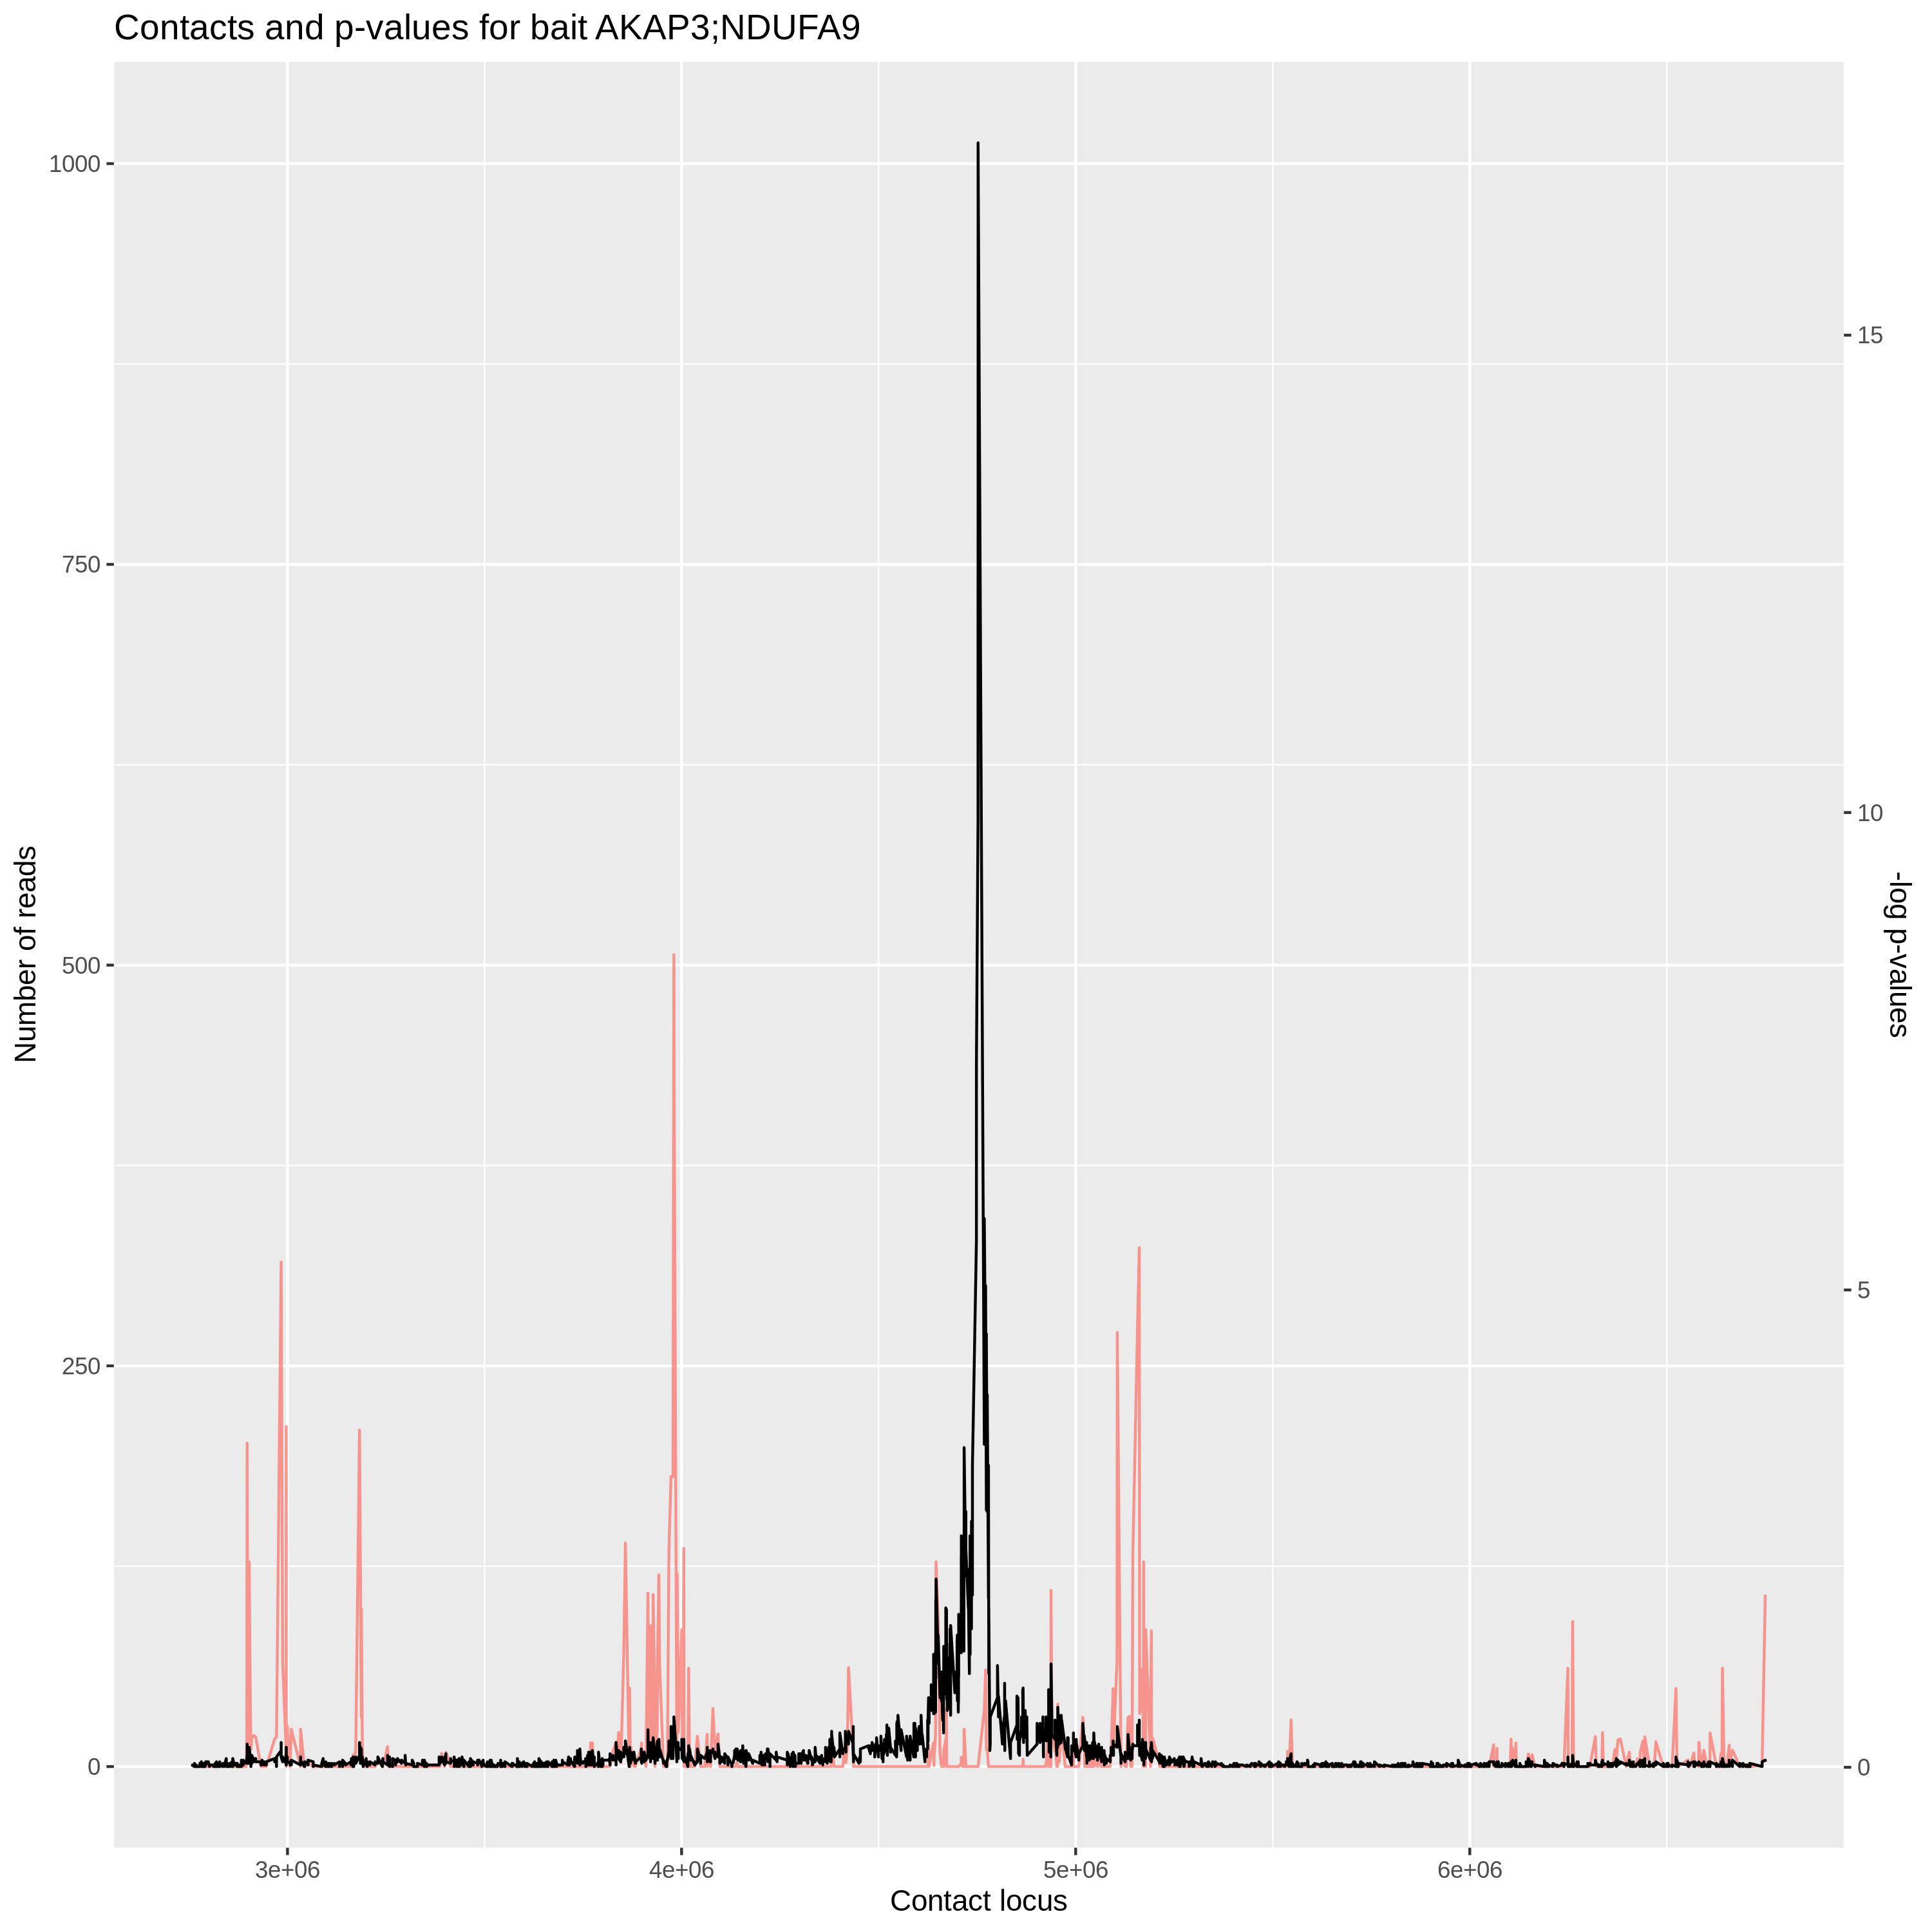 Contacts and p-values for bait AKAP3;NDUFA9
1000
750
500
250
0
Number of reads
15
10
5
0
-log p-values
3e+06
4e+06
5e+06
6e+06
Contact locus